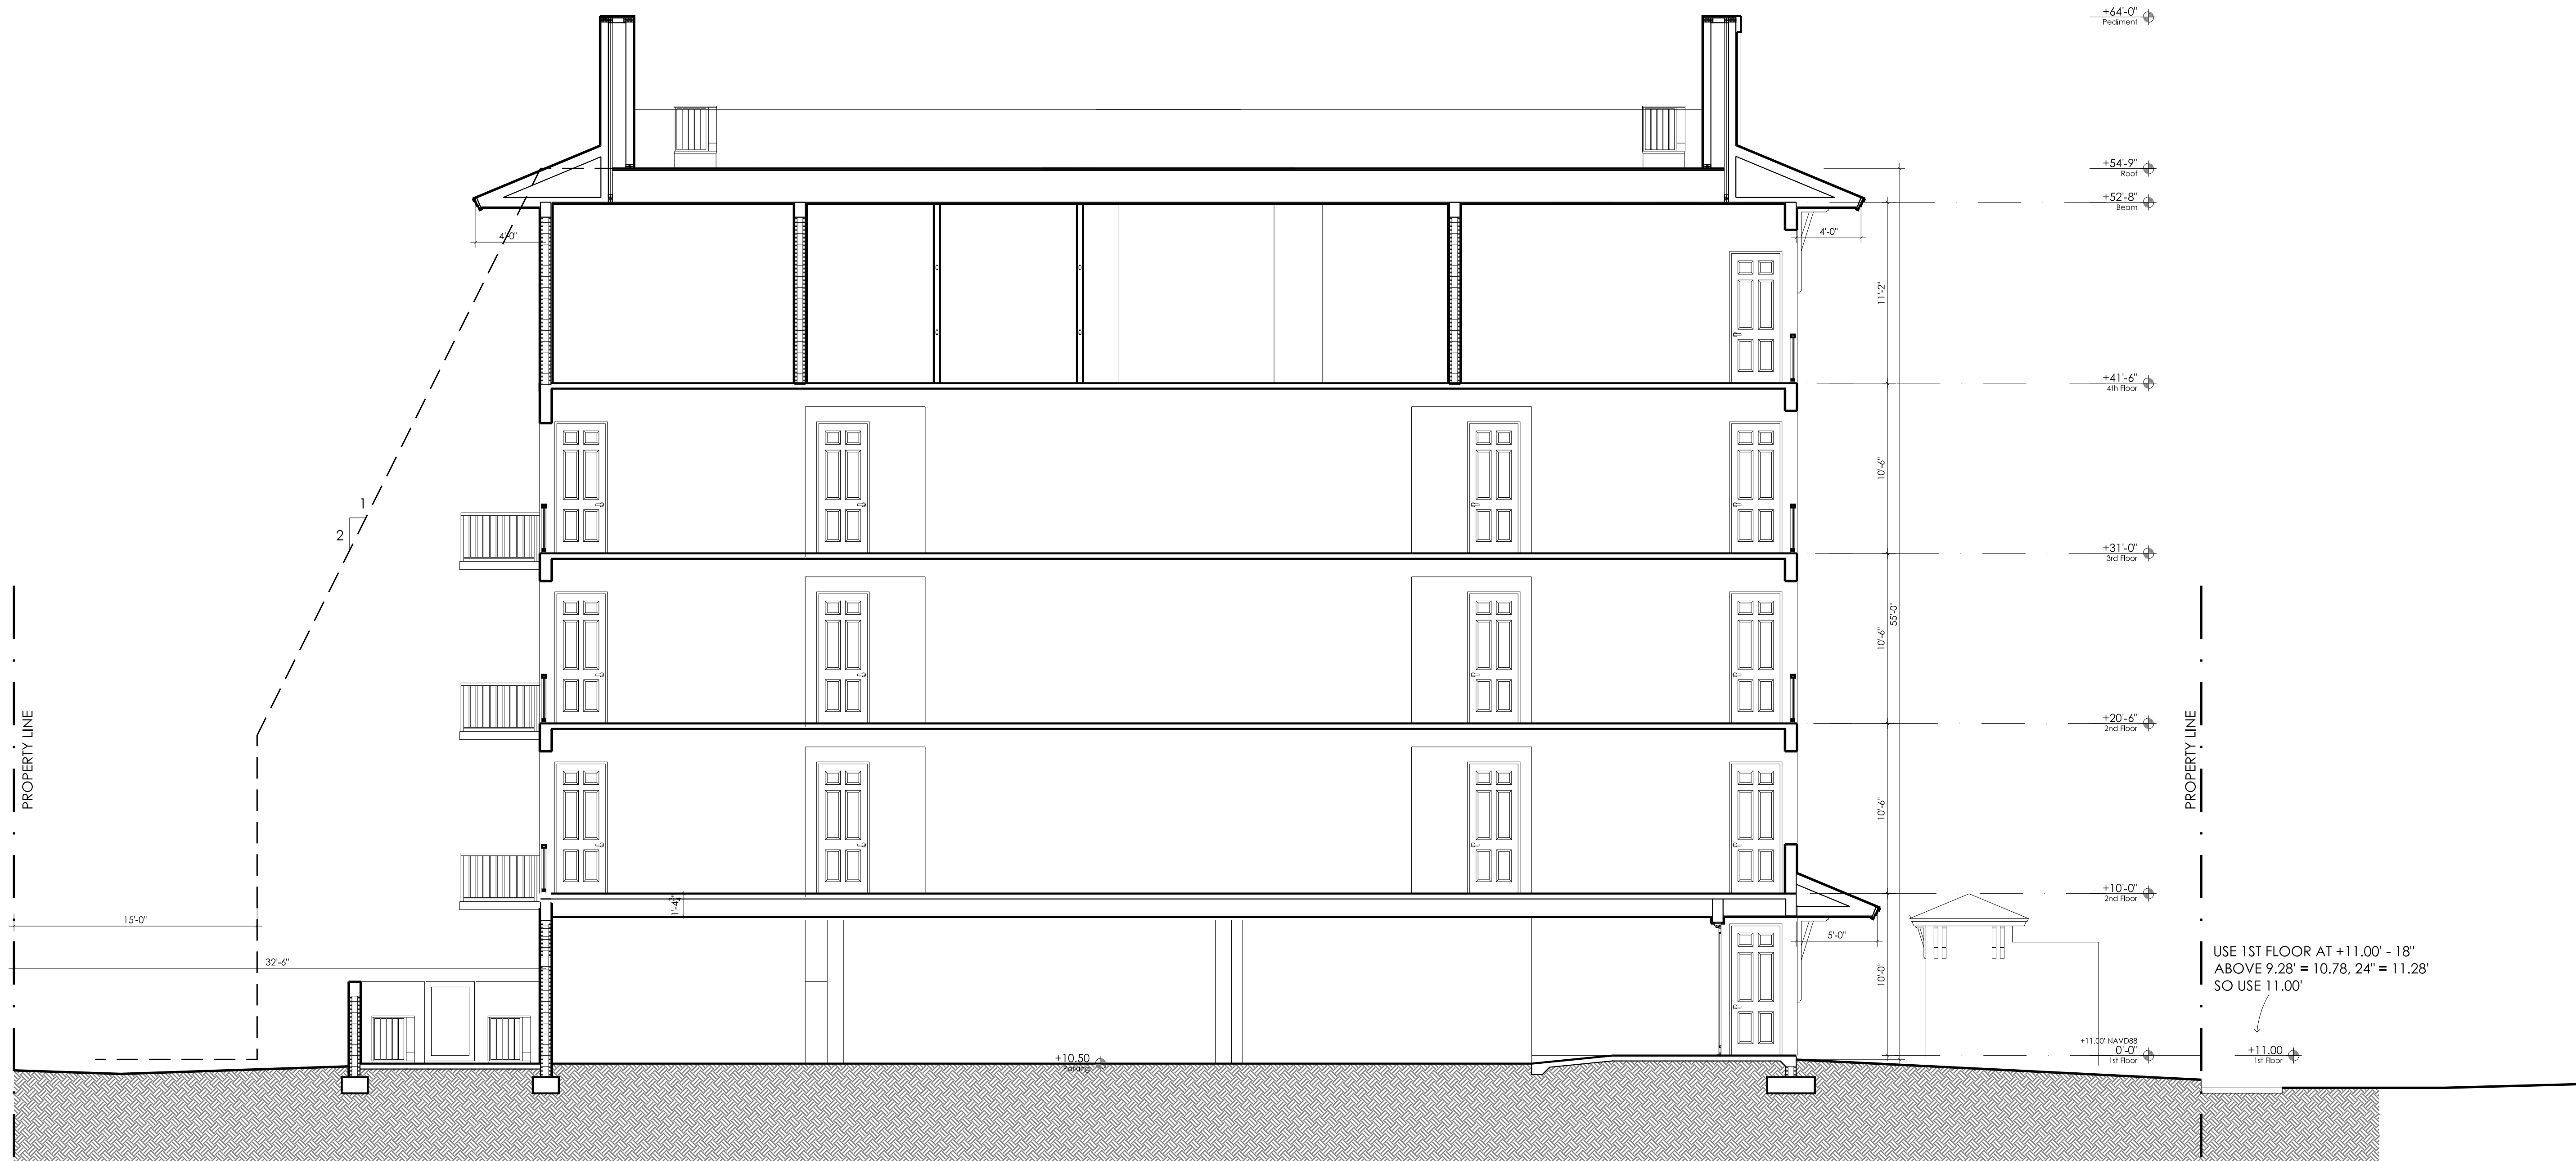 +64'-0"
Pediment
+54'-9"
Roof
+52'-8"
Beam
4'-0"
4'-0"
11'-2"
+41'-6"
4th Floor
10'-6"
1
2
+31'-0"
3rd Floor
10'-6"
55'-0"
PROPERTY LINE
PROPERTY LINE
+20'-6"
2nd Floor
10'-6"
+10'-0"
2nd Floor
15'-0"
5'-0"
32'-6"
10'-0"
USE 1ST FLOOR AT +11.00' - 18"
ABOVE 9.28' = 10.78, 24" = 11.28'
SO USE 11.00'
+10.50
Parking
+11.00' NAVD88
0'-0"
1st Floor
+11.00
1st Floor